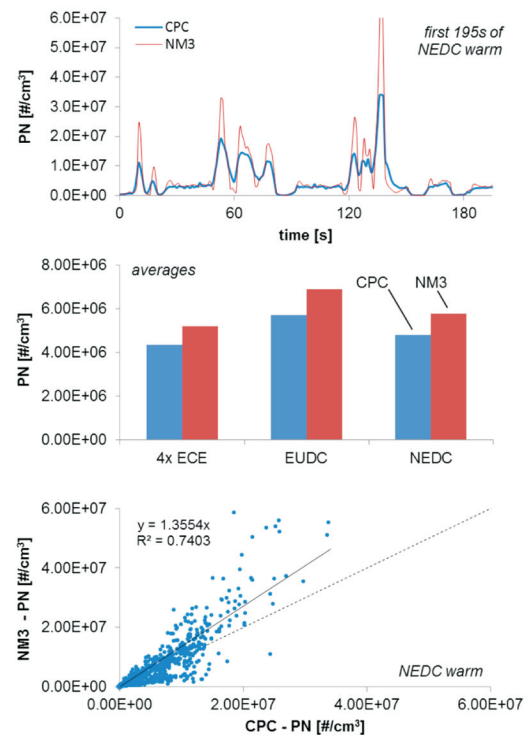 6.0E+07
5.0E+07
4.0E+07
3.0E+07
2.0E+07
1.0E+07
0.0E+00
PN [#/cm³]
CPC
NM3
first 195s of
NEDC warm
0
60
120
180
time [s]
8.00E+06
6.00E+06
4.00E+06
2.00E+06
0.00E+00
PN [#/cm³]
averages
CPC
NM3
4x ECE
EUDC
NEDC
6.00E+07
4.00E+07
2.00E+07
0.00E+00
NM3 - PN [#/cm³]
y = 1.3554x
R² = 0.7403
NEDC warm
0.00E+00
2.00E+07
4.00E+07
6.00E+07
CPC - PN [#/cm³]